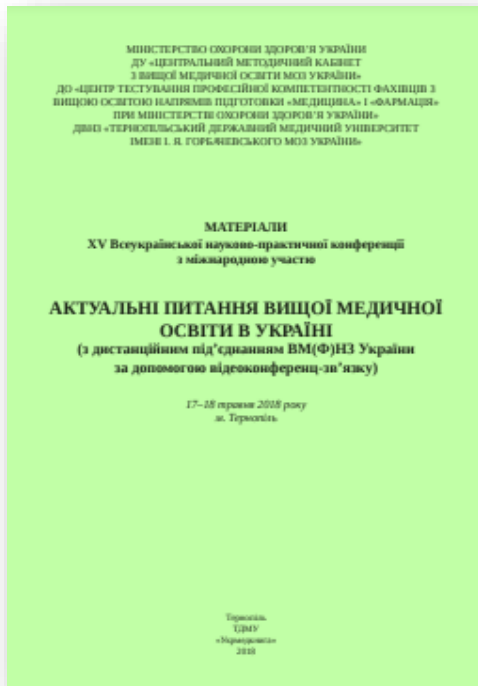 МІНІСТЕРСТВО ОХОРОНИ ЗДОРОВ'Я УКРАЇНИ
ДУ «ЦЕНТРАЛЬНИЙ МЕТОДИЧНИЙ КАБІНЕТ
З ВИЩОЇ МЕДИЧНОЇ ОСВІТИ МОЗ УКРАЇНИ»
ДО «ЦЕНТР ТЕСТУВАННЯ ПРОФЕСІЙНОЇ КОМПЕТЕНТНОСТІ ФАХІВЦІВ З
ВИЩОЮ ОСВІТОЮ НАПРЯМІВ ПІДГОТОВКИ «МЕДИЦИНА» І «ФАРМАЦІЯ»
ПРИ МІНІСТЕРСТВІ ОХОРОНИ ЗДОРОВ'Я УКРАЇНИ»
ДВНЗ «ТЕРНОПІЛЬСЬКИЙ ДЕРЖАВНИЙ МЕДИЧНИЙ УНІВЕРСИТЕТ
ІМЕНІ І. Я. ГОРБАЧЕВСЬКОГО МОЗ УКРАЇНИ»
МАТЕРІАЛИ
XV Всеукраїнської науково-практичної конференції
з міжнародною участю
АКТУАЛЬНІ ПИТАННЯ ВИЩОЇ МЕДИЧНОЇ
ОСВІТИ В УКРАЇНІ
(з дистанційним під'єднанням ВМ(Ф)НЗ України
за допомогою відеоконференц-зв'язку)
17–18 травня 2018 року
м. Тернопіль
Тернопіль
ТДМУ
«Укрмедкнига»
2018